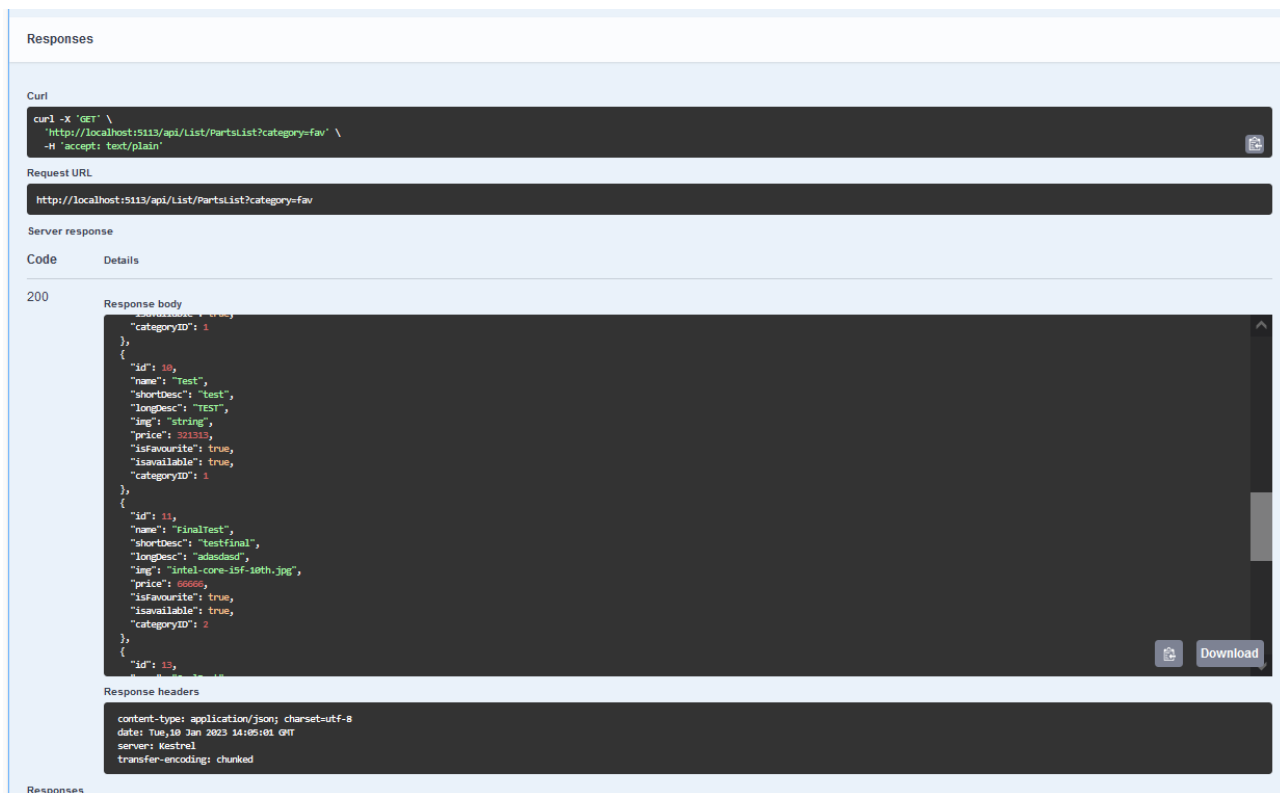 Responses
Curl
curl -X 'GET' \
'http://localhost:5113/api/List/PartsList?category=fav' \
-H 'accept: text/plain'
Request URL
http://localhost:5113/api/List/PartsList?category=fav
Server response
Code Details
200
Response body
"isavailable": true,
"categoryID": 1
},
{
"id": 10,
"name": "Test",
"shortDesc": "test",
"longDesc": "TEST",
"img": "string",
"price": 321313,
"isFavourite": true,
"isavailable": true,
"categoryID": 1
},
{
"id": 11,
"name": "FinalTest",
"shortDesc": "testfinal",
"longDesc": "adasdasd",
"img": "intel-core-i5f-10th.jpg",
"price": 66666,
"isFavourite": true,
"isavailable": true,
"categoryID": 2
},
{
"id": 13,
Download
Response headers
content-type: application/json; charset=utf-8
date: Tue,10 Jan 2023 14:05:01 GMT
server: Kestrel
transfer-encoding: chunked
Responses